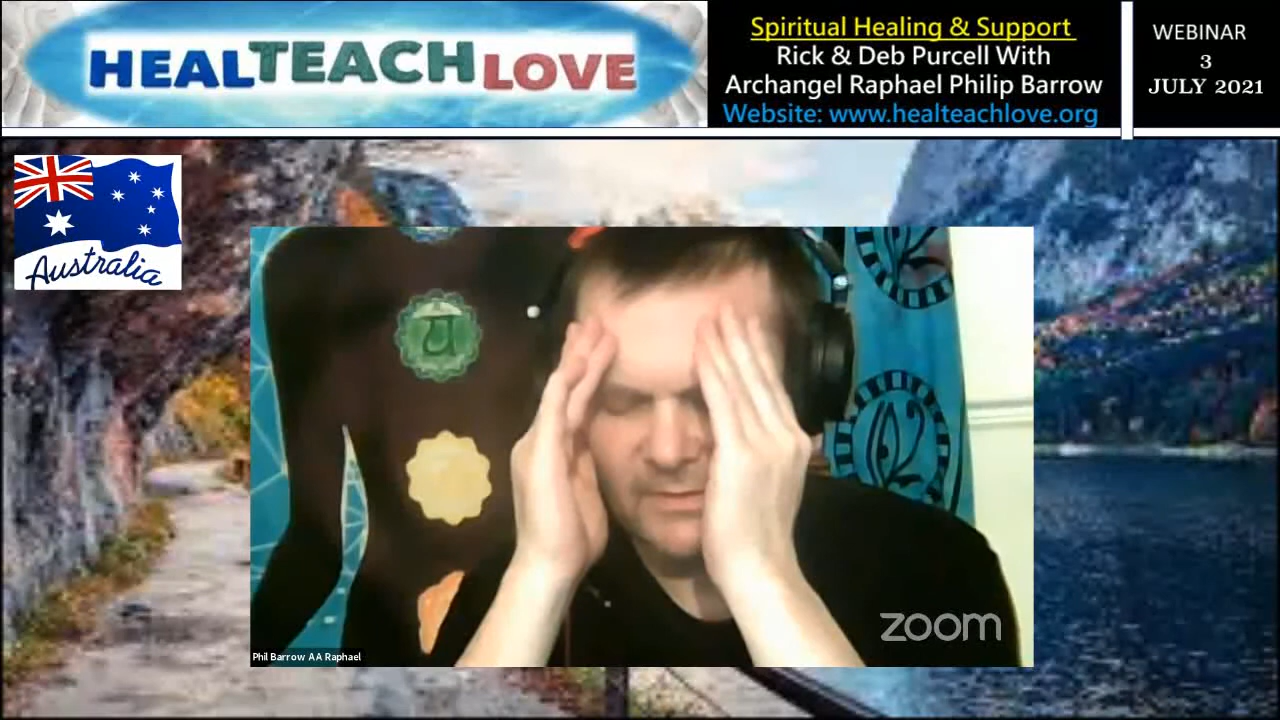 HEALTEACHLOVE
Spiritual Healing & Support
Rick & Deb Purcell With
Archangel Raphael Philip Barrow
Website: www.healteachlove.org
WEBINAR
3
JULY 2021
Australia
यं
zoom
Phil Barrow AA Raphael